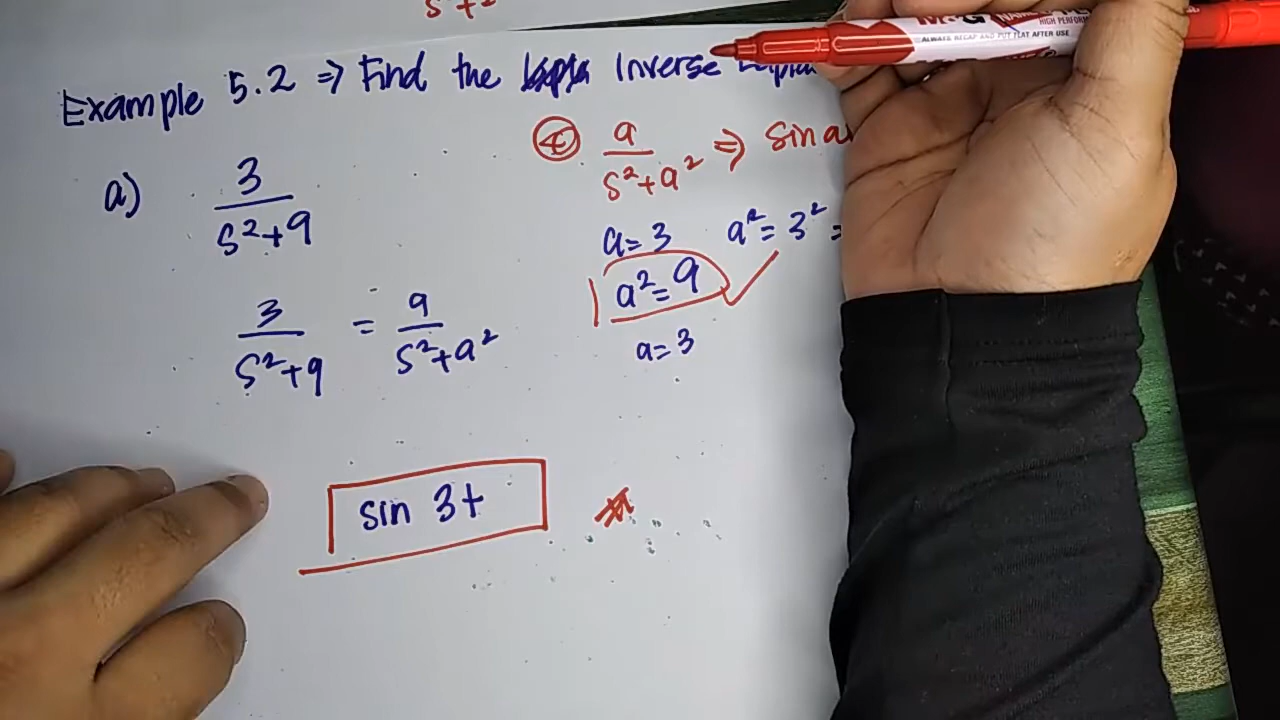 s²+
Example 5.2 ⇒ Find the Inverse
④ a/(s²+a²) ⇒ sin a
a) 3/(s²+9)
a=3 a²= 3² =
a²=9
3/(s²+9) = a/(s²+a²)
a=3
sin 3t
M&G
HIGH PERFORM
ALWAYS RECAP AND PUT FLAT AFTER USE